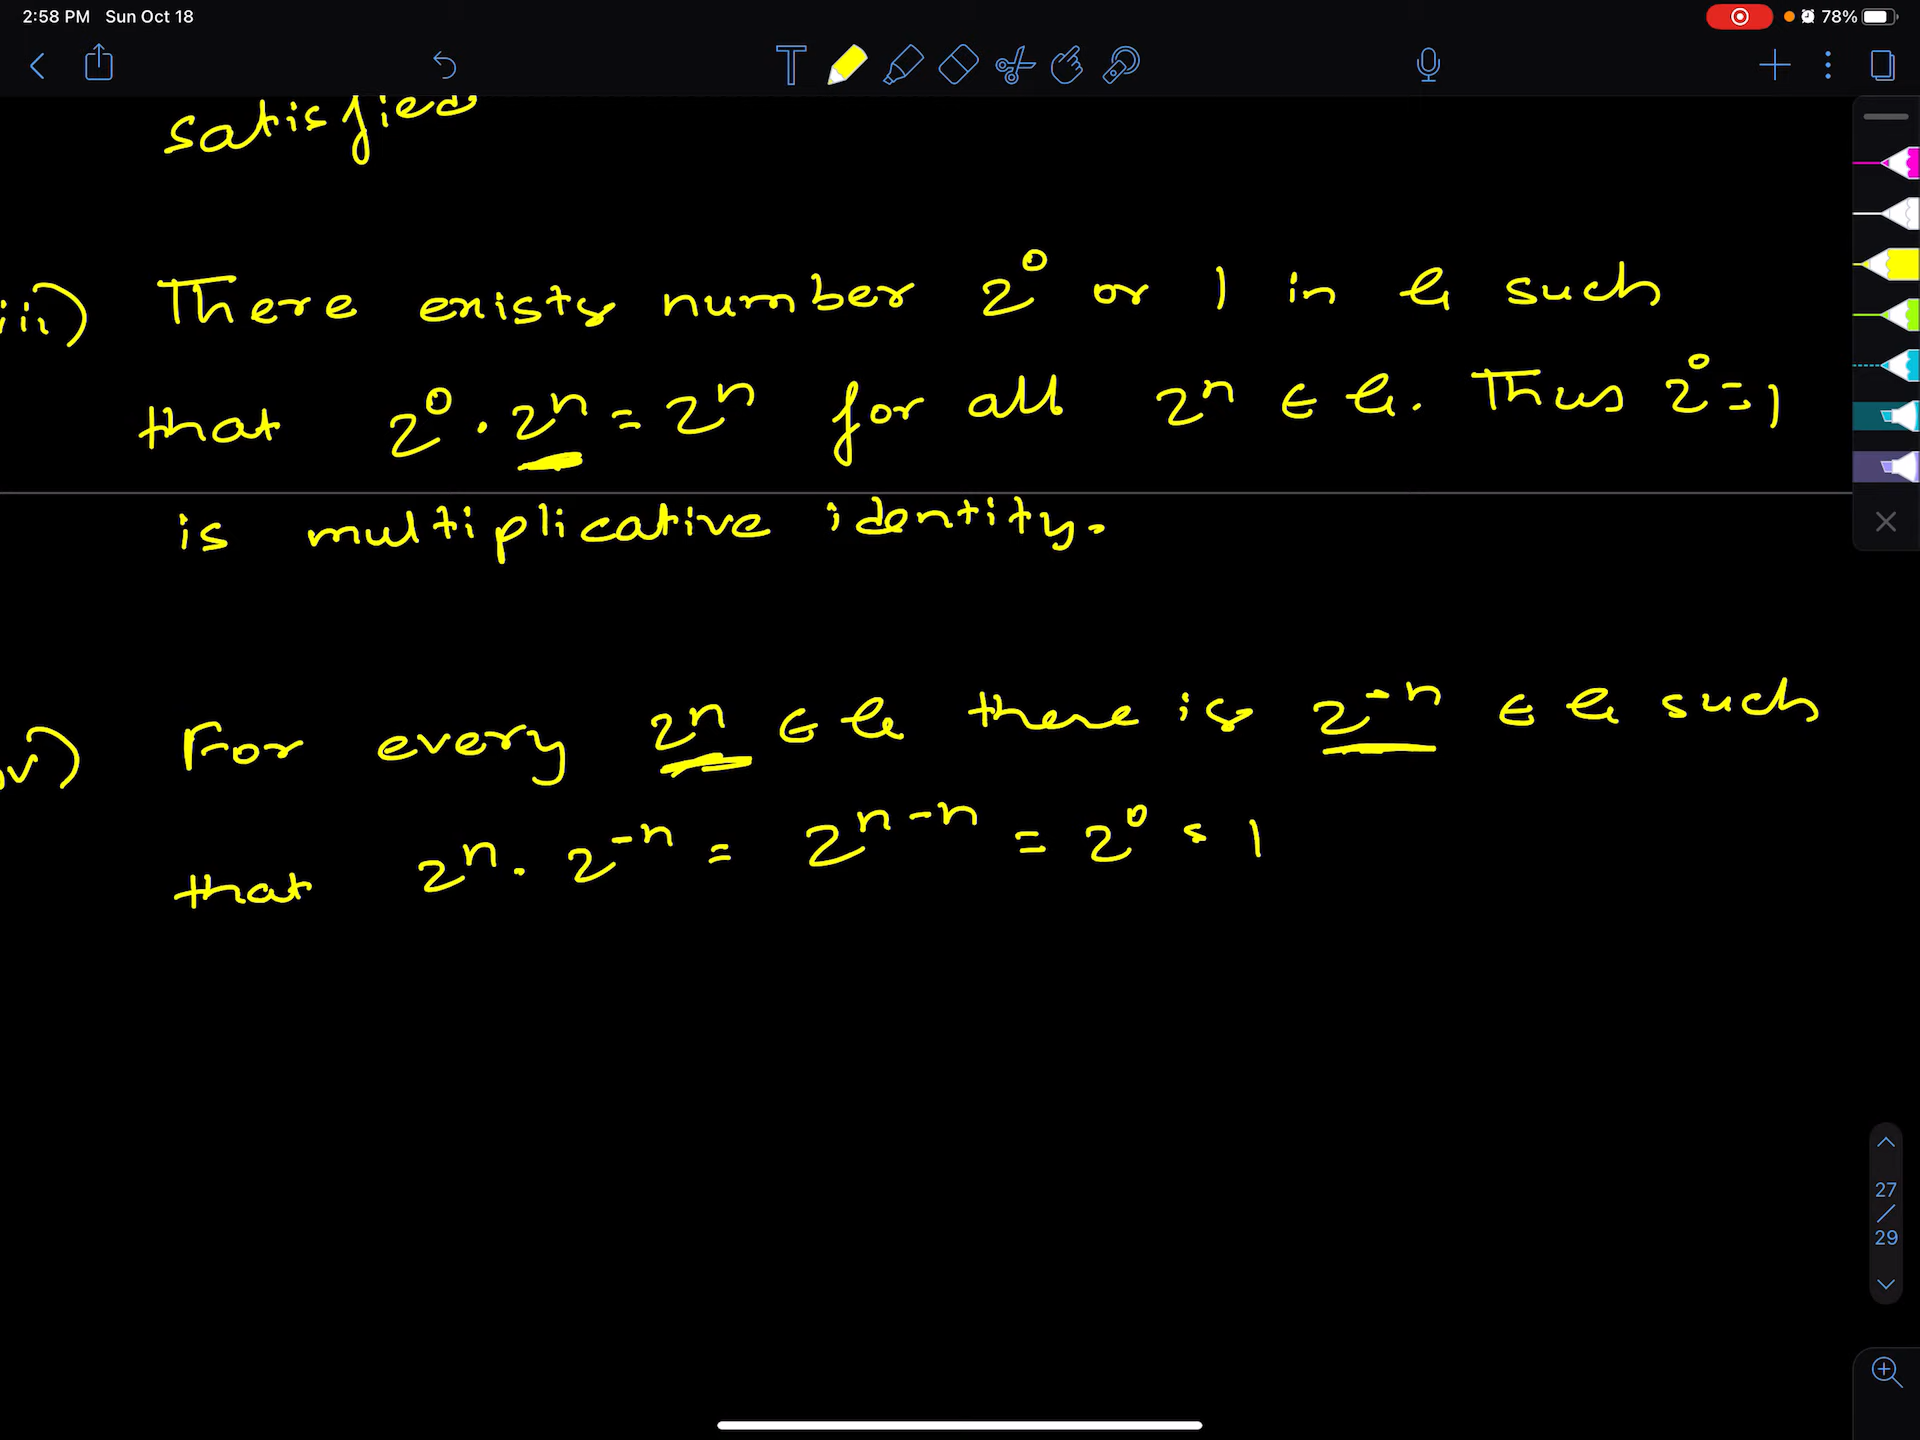 2:58 PM Sun Oct 18
78%
satisfied
iii) There exists number 2⁰ or 1 in G such
that 2⁰ · 2ⁿ = 2ⁿ for all 2ⁿ ∈ G. Thus 2⁰ = 1
is multiplicative identity.
iv) For every 2ⁿ ∈ G there is 2⁻ⁿ ∈ G such
that 2ⁿ · 2⁻ⁿ = 2ⁿ⁻ⁿ = 2⁰ = 1
27
/
29